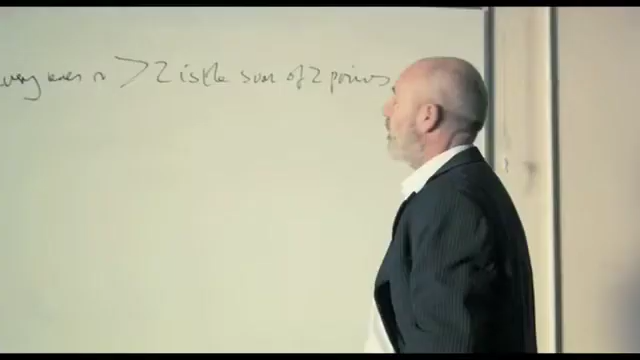 very even n > 2 is the sum of 2 primes